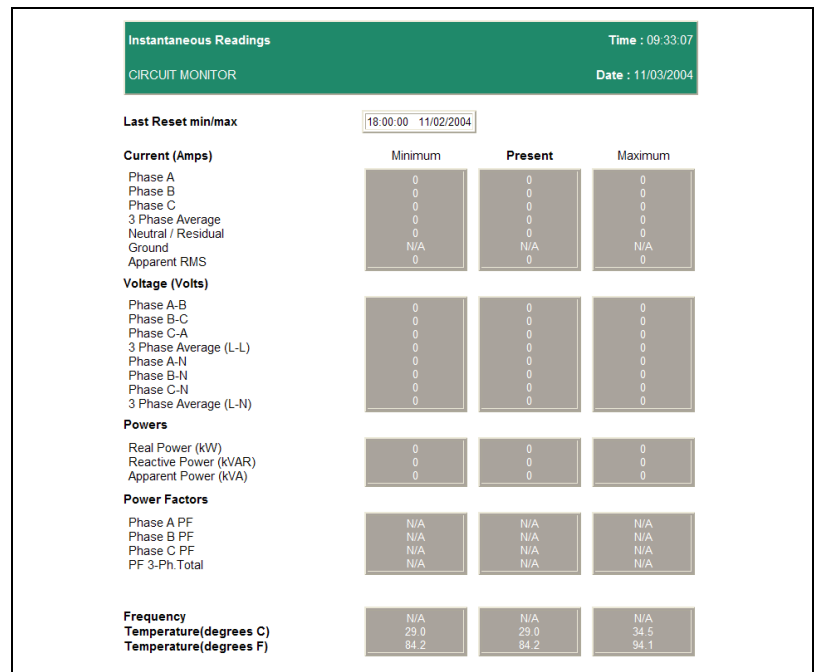 Instantaneous Readings Time : 09:33:07
CIRCUIT MONITOR Date : 11/03/2004
Last Reset min/max 18:00:00 11/02/2004
Current (Amps) Minimum Present Maximum
Phase A 0 0 0
Phase B 0 0 0
Phase C 0 0 0
3 Phase Average 0 0 0
Neutral / Residual 0 0 0
Ground N/A N/A N/A
Apparent RMS 0 0 0
Voltage (Volts)
Phase A-B 0 0 0
Phase B-C 0 0 0
Phase C-A 0 0 0
3 Phase Average (L-L) 0 0 0
Phase A-N 0 0 0
Phase B-N 0 0 0
Phase C-N 0 0 0
3 Phase Average (L-N) 0 0 0
Powers
Real Power (kW) 0 0 0
Reactive Power (kVAR) 0 0 0
Apparent Power (kVA) 0 0 0
Power Factors
Phase A PF N/A N/A N/A
Phase B PF N/A N/A N/A
Phase C PF N/A N/A N/A
PF 3-Ph.Total N/A N/A N/A
Frequency N/A N/A N/A
Temperature(degrees C) 29.0 29.0 34.5
Temperature(degrees F) 84.2 84.2 94.1